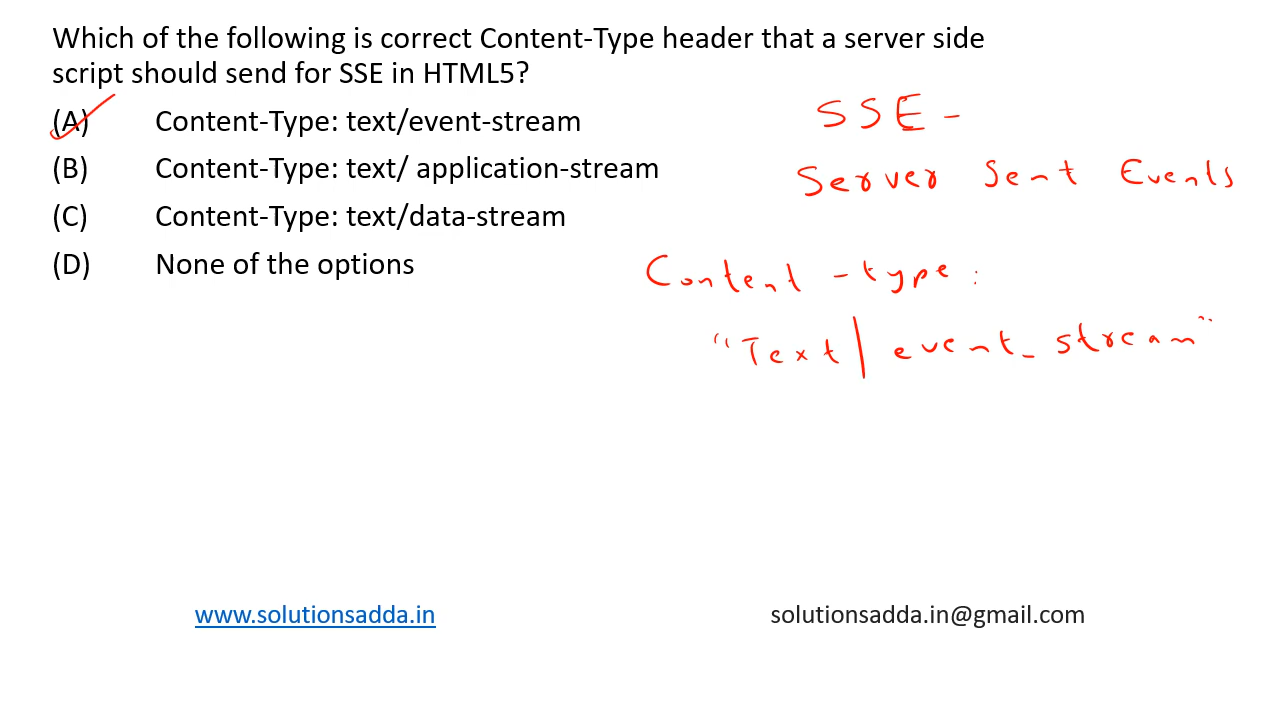 Which of the following is correct Content-Type header that a server side
script should send for SSE in HTML5?
(A) Content-Type: text/event-stream
(B) Content-Type: text/ application-stream
(C) Content-Type: text/data-stream
(D) None of the options
SSE -
Server Sent Events
Content -type:
"Text/event_stream"
www.solutionsadda.in
solutionsadda.in@gmail.com